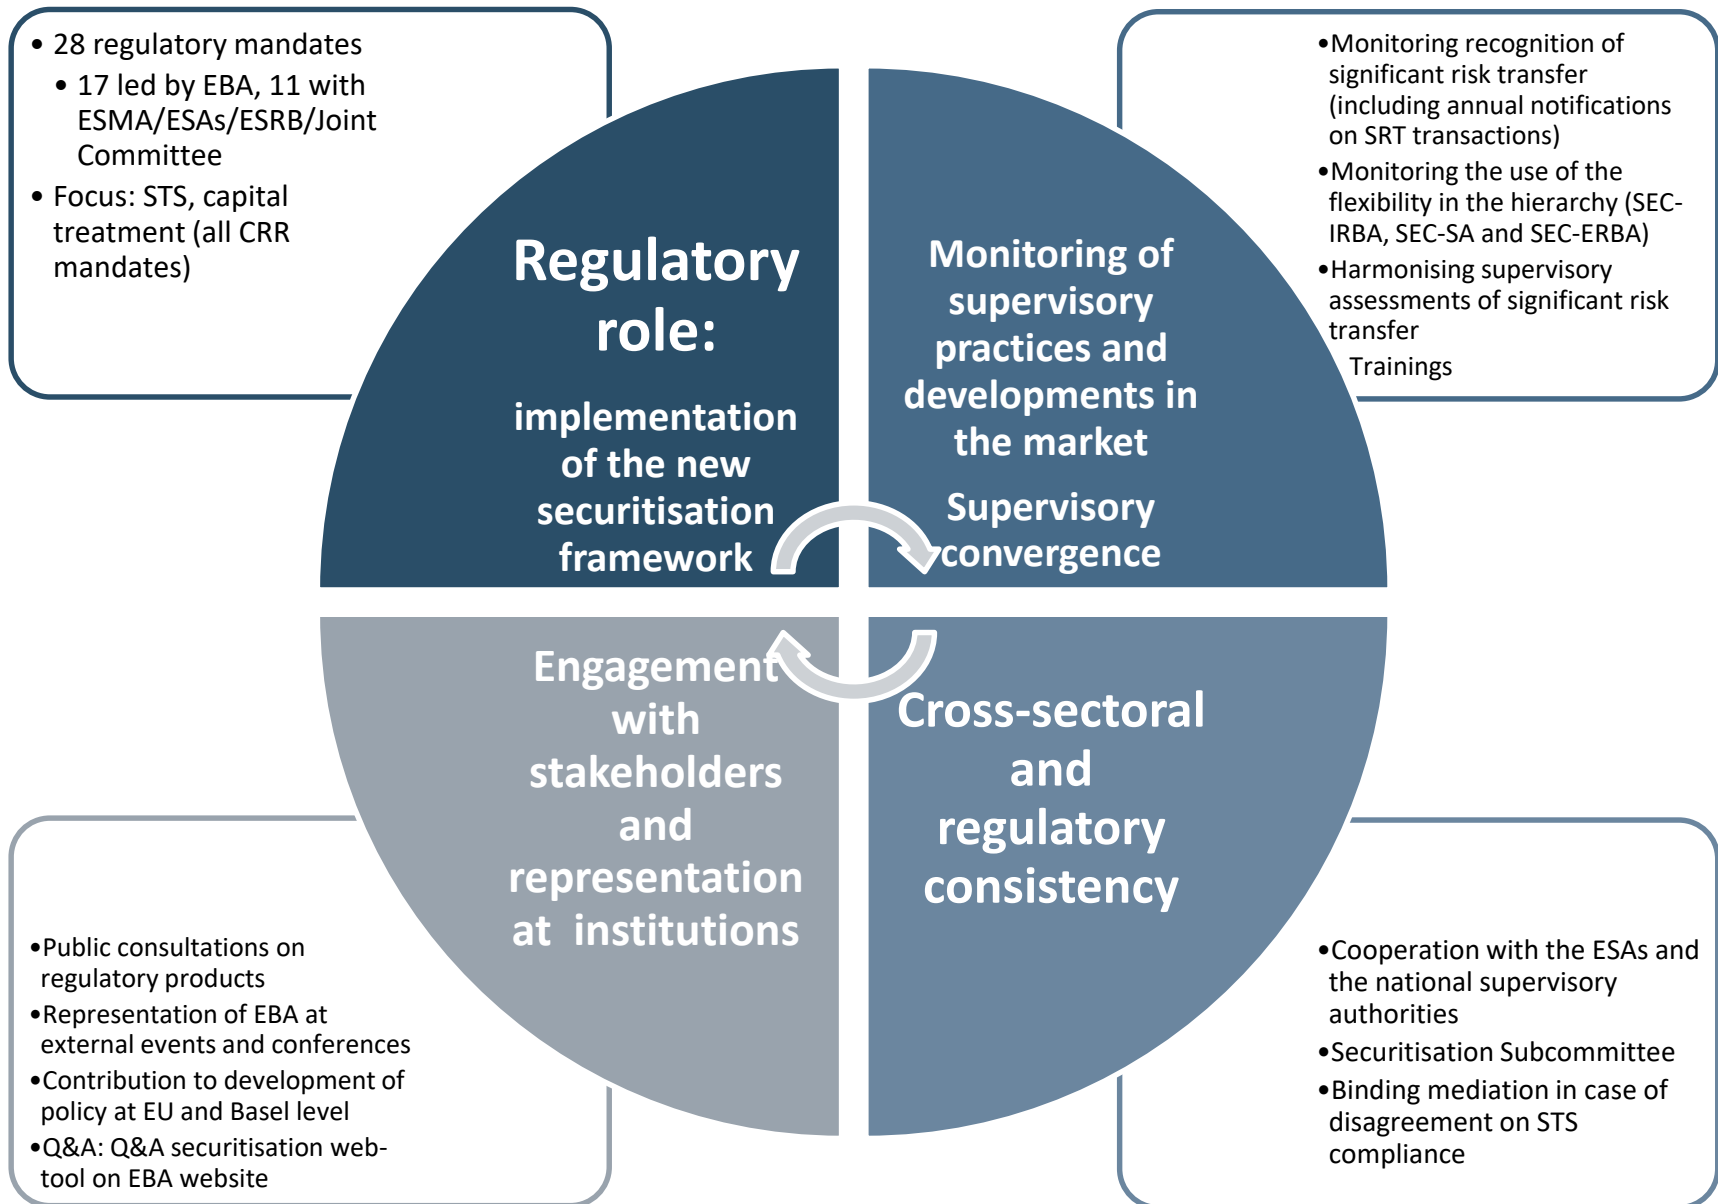 • 28 regulatory mandates
• 17 led by EBA, 11 with
ESMA/ESAs/ESRB/Joint
Committee
• Focus: STS, capital
treatment (all CRR
mandates)
Regulatory
role:
implementation
of the new
securitisation
framework
Monitoring of
supervisory
practices and
developments in
the market
Supervisory
convergence
•Monitoring recognition of
significant risk transfer
(including annual notifications
on SRT transactions)
•Monitoring the use of the
flexibility in the hierarchy (SEC-
IRBA, SEC-SA and SEC-ERBA)
•Harmonising supervisory
assessments of significant risk
transfer
Trainings
Engagement
with
stakeholders
and
representation
at institutions
Cross-sectoral
and
regulatory
consistency
•Public consultations on
regulatory products
•Representation of EBA at
external events and conferences
•Contribution to development of
policy at EU and Basel level
•Q&A: Q&A securitisation web-
tool on EBA website
•Cooperation with the ESAs and
the national supervisory
authorities
•Securitisation Subcommittee
•Binding mediation in case of
disagreement on STS
compliance